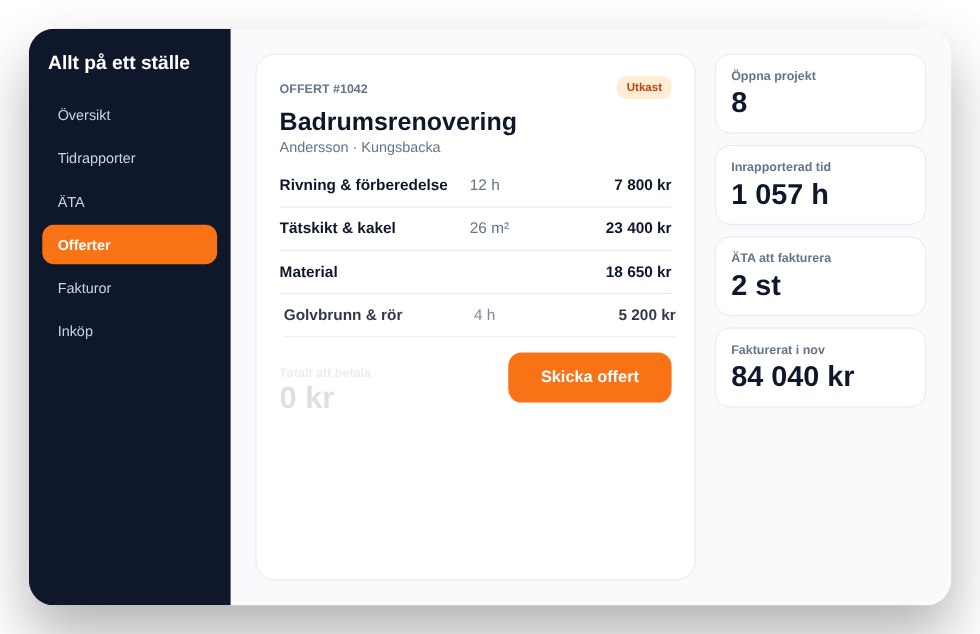 Allt på ett ställe
Översikt
Tidrapporter
ÄTA
Offerter
Fakturor
Inköp
OFFERT #1042
Utkast
Badrumsrenovering
Andersson · Kungsbacka
Rivning & förberedelse 12 h 7 800 kr
Tätskikt & kakel 26 m² 23 400 kr
Material 18 650 kr
Golvbrunn & rör 4 h 5 200 kr
Totalt att betala
0 kr
Skicka offert
Öppna projekt
8
Inrapporterad tid
1 057 h
ÄTA att fakturera
2 st
Fakturerat i nov
84 040 kr